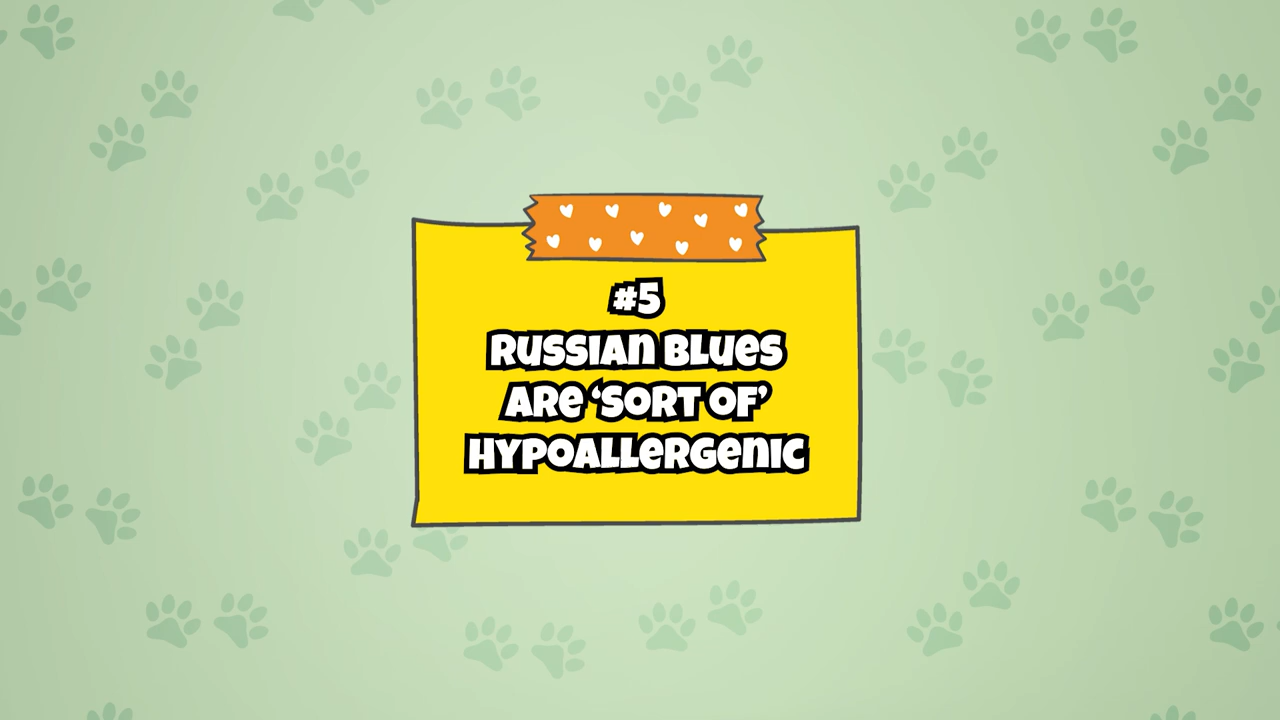 #5
Russian Blues
are ‘sort of’
hypoallergenic